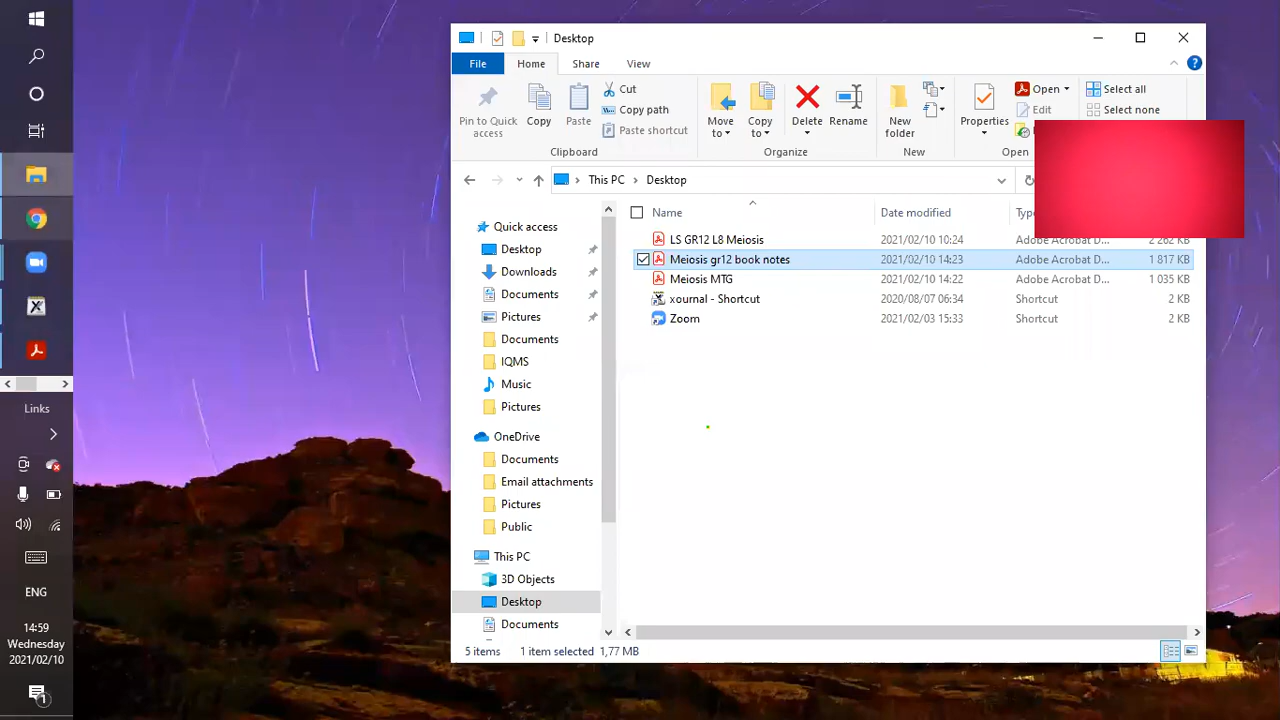 Desktop
File Home Share View
Pin to Quick access
Copy
Paste
Cut
Copy path
Paste shortcut
Clipboard
Move to
Copy to
Delete
Rename
Organize
New folder
New
Properties
Open
Edit
Open
Select all
Select none
This PC Desktop
Name Date modified
LS GR12 L8 Meiosis 2021/02/10 10:24 Adobe Acrobat D... 2 262 KB
Meiosis gr12 book notes 2021/02/10 14:23 Adobe Acrobat D... 1 817 KB
Meiosis MTG 2021/02/10 14:22 Adobe Acrobat D... 1 035 KB
xournal - Shortcut 2020/08/07 06:34 Shortcut 2 KB
Zoom 2021/02/03 15:33 Shortcut 2 KB
Quick access
Desktop
Downloads
Documents
Pictures
Documents
IQMS
Music
Pictures
OneDrive
Documents
Email attachments
Pictures
Public
This PC
3D Objects
Desktop
Documents
5 items 1 item selected 1,77 MB
Links
ENG
14:59
Wednesday
2021/02/10
1